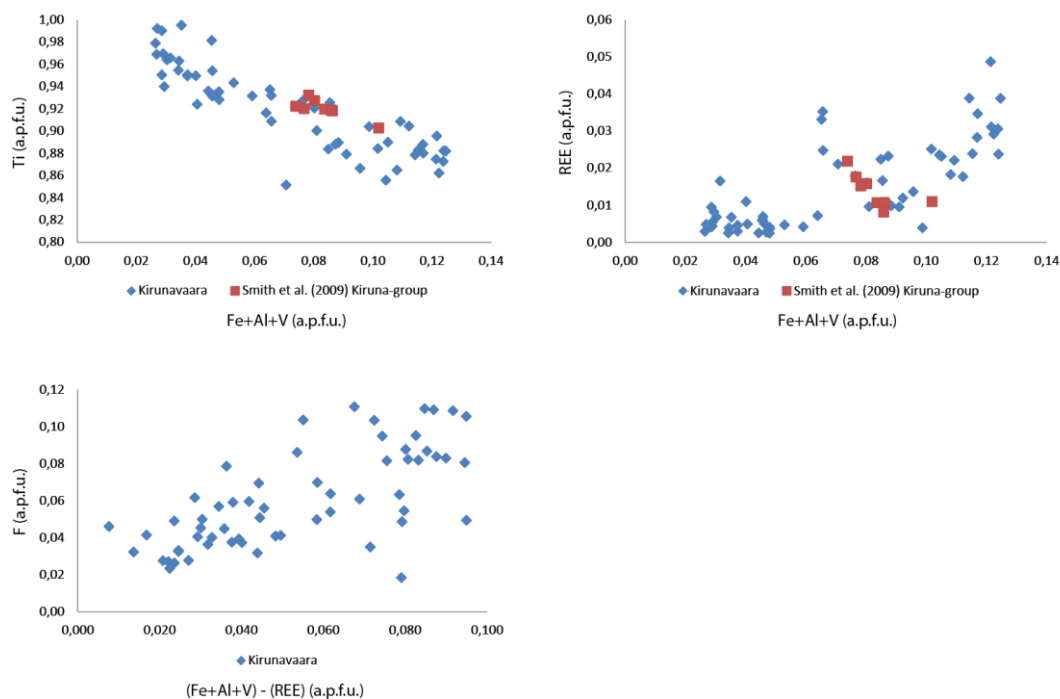 1,00
0,98
0,96
0,94
0,92
0,90
0,88
0,86
0,84
0,82
0,80
Ti (a.p.f.u.)
0,00 0,02 0,04 0,06 0,08 0,10 0,12 0,14
Kirunavaara Smith et al. (2009) Kiruna-group
Fe+Al+V (a.p.f.u.)
0,06
0,05
0,04
0,03
0,02
0,01
0,00
REE (a.p.f.u.)
0,00 0,02 0,04 0,06 0,08 0,10 0,12 0,14
Kirunavaara Smith et al. (2009) Kiruna-group
Fe+Al+V (a.p.f.u.)
0,12
0,10
0,08
0,06
0,04
0,02
0,00
F (a.p.f.u.)
0,000 0,020 0,040 0,060 0,080 0,100
Kirunavaara
(Fe+Al+V) - (REE) (a.p.f.u.)